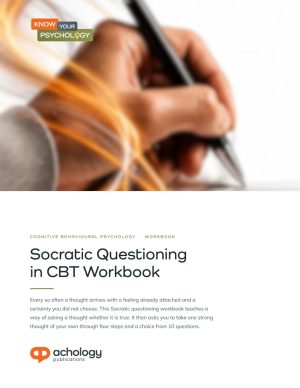 KNOW YOUR
PSYCHOLOGY
COGNITIVE BEHAVIOURAL PSYCHOLOGY WORKBOOK
Socratic Questioning
in CBT Workbook
Every so often a thought arrives with a feeling already attached and a
certainty you did not choose. This Socratic questioning workbook teaches a
way of asking a thought whether it is true. It then asks you to take one strong
thought of your own through four steps and a choice from 10 questions.
achology
publications